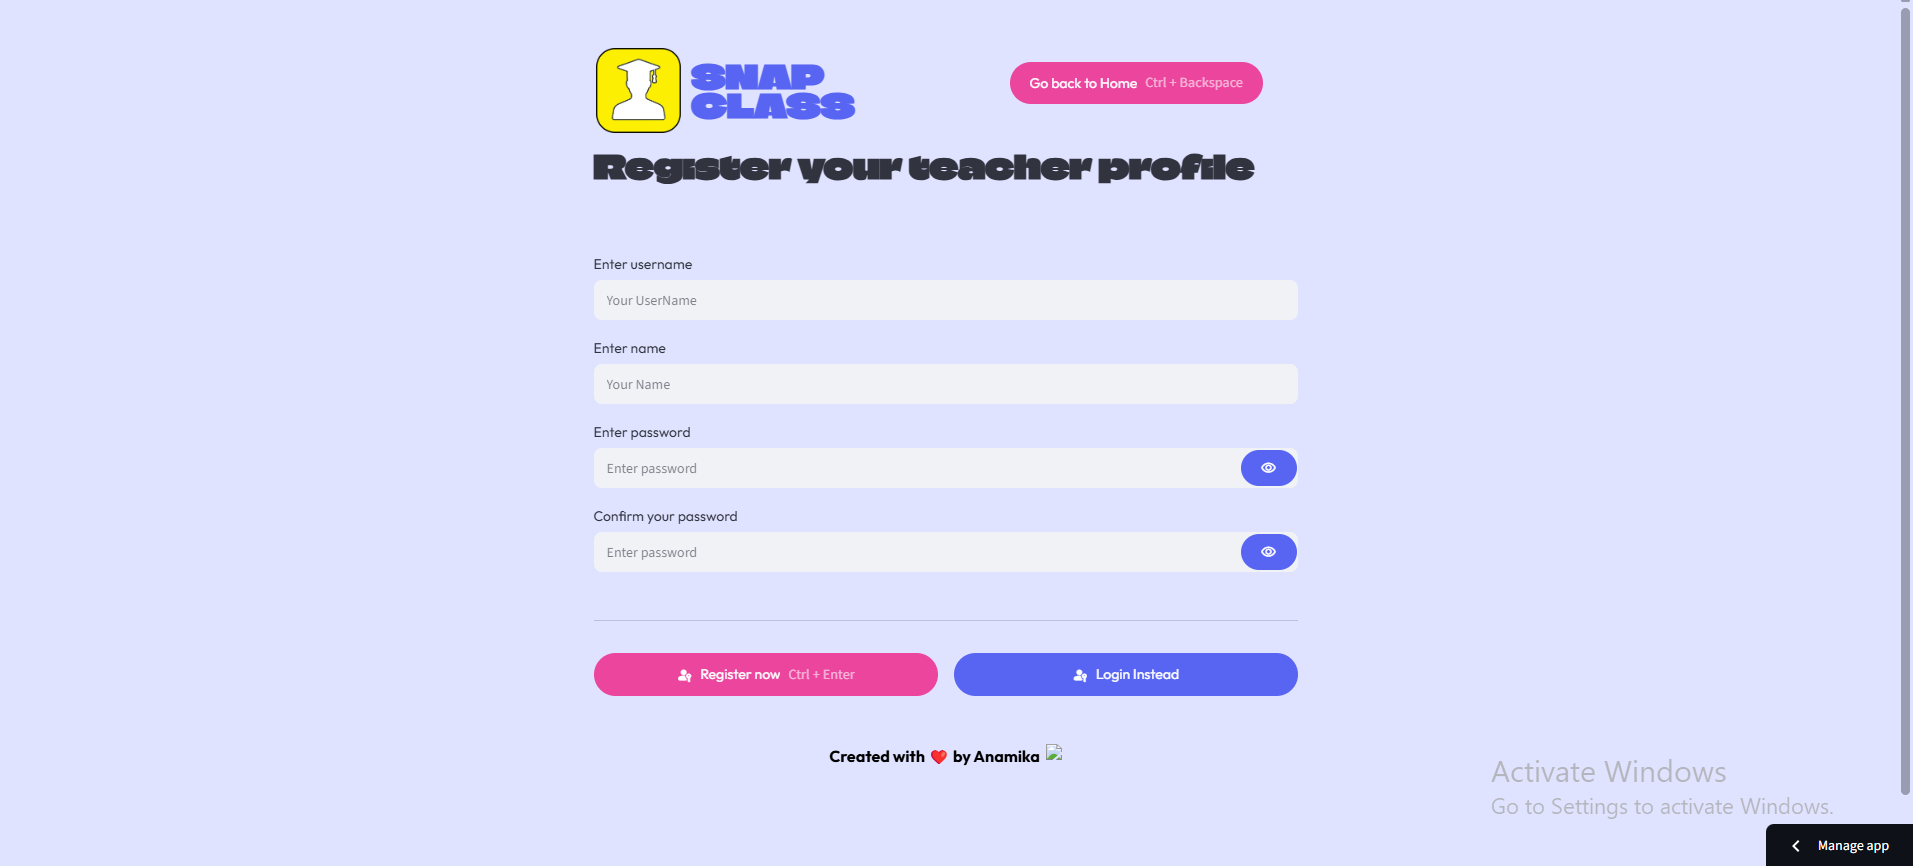 SNAP
CLASS
Go back to Home Ctrl + Backspace
Register your teacher profile
Enter username
Your UserName
Enter name
Your Name
Enter password
Enter password
Confirm your password
Enter password
Register now Ctrl + Enter
Login Instead
Created with ❤️ by Anamika
Activate Windows
Go to Settings to activate Windows.
Manage app